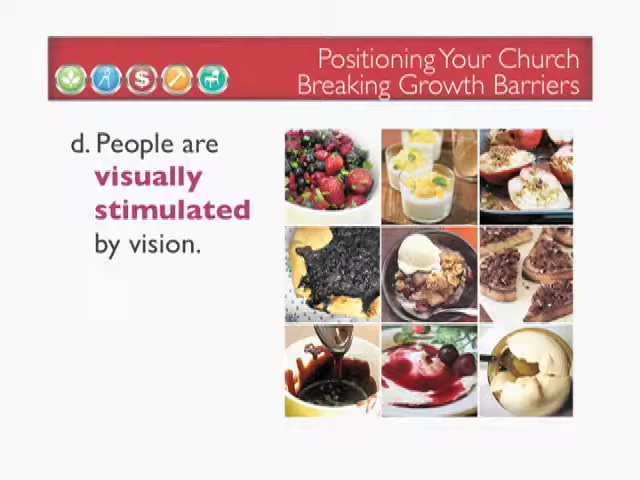 Positioning Your Church
Breaking Growth Barriers
$
d. People are
visually
stimulated
by vision.